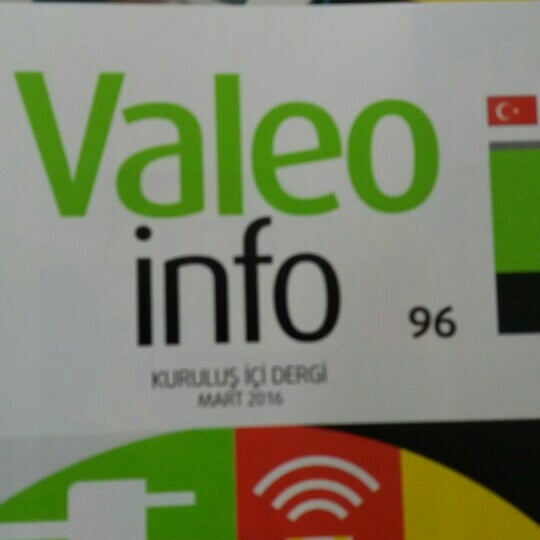 Valeo
info
96
KURULUŞ İÇİ DERGİ
MART 2016